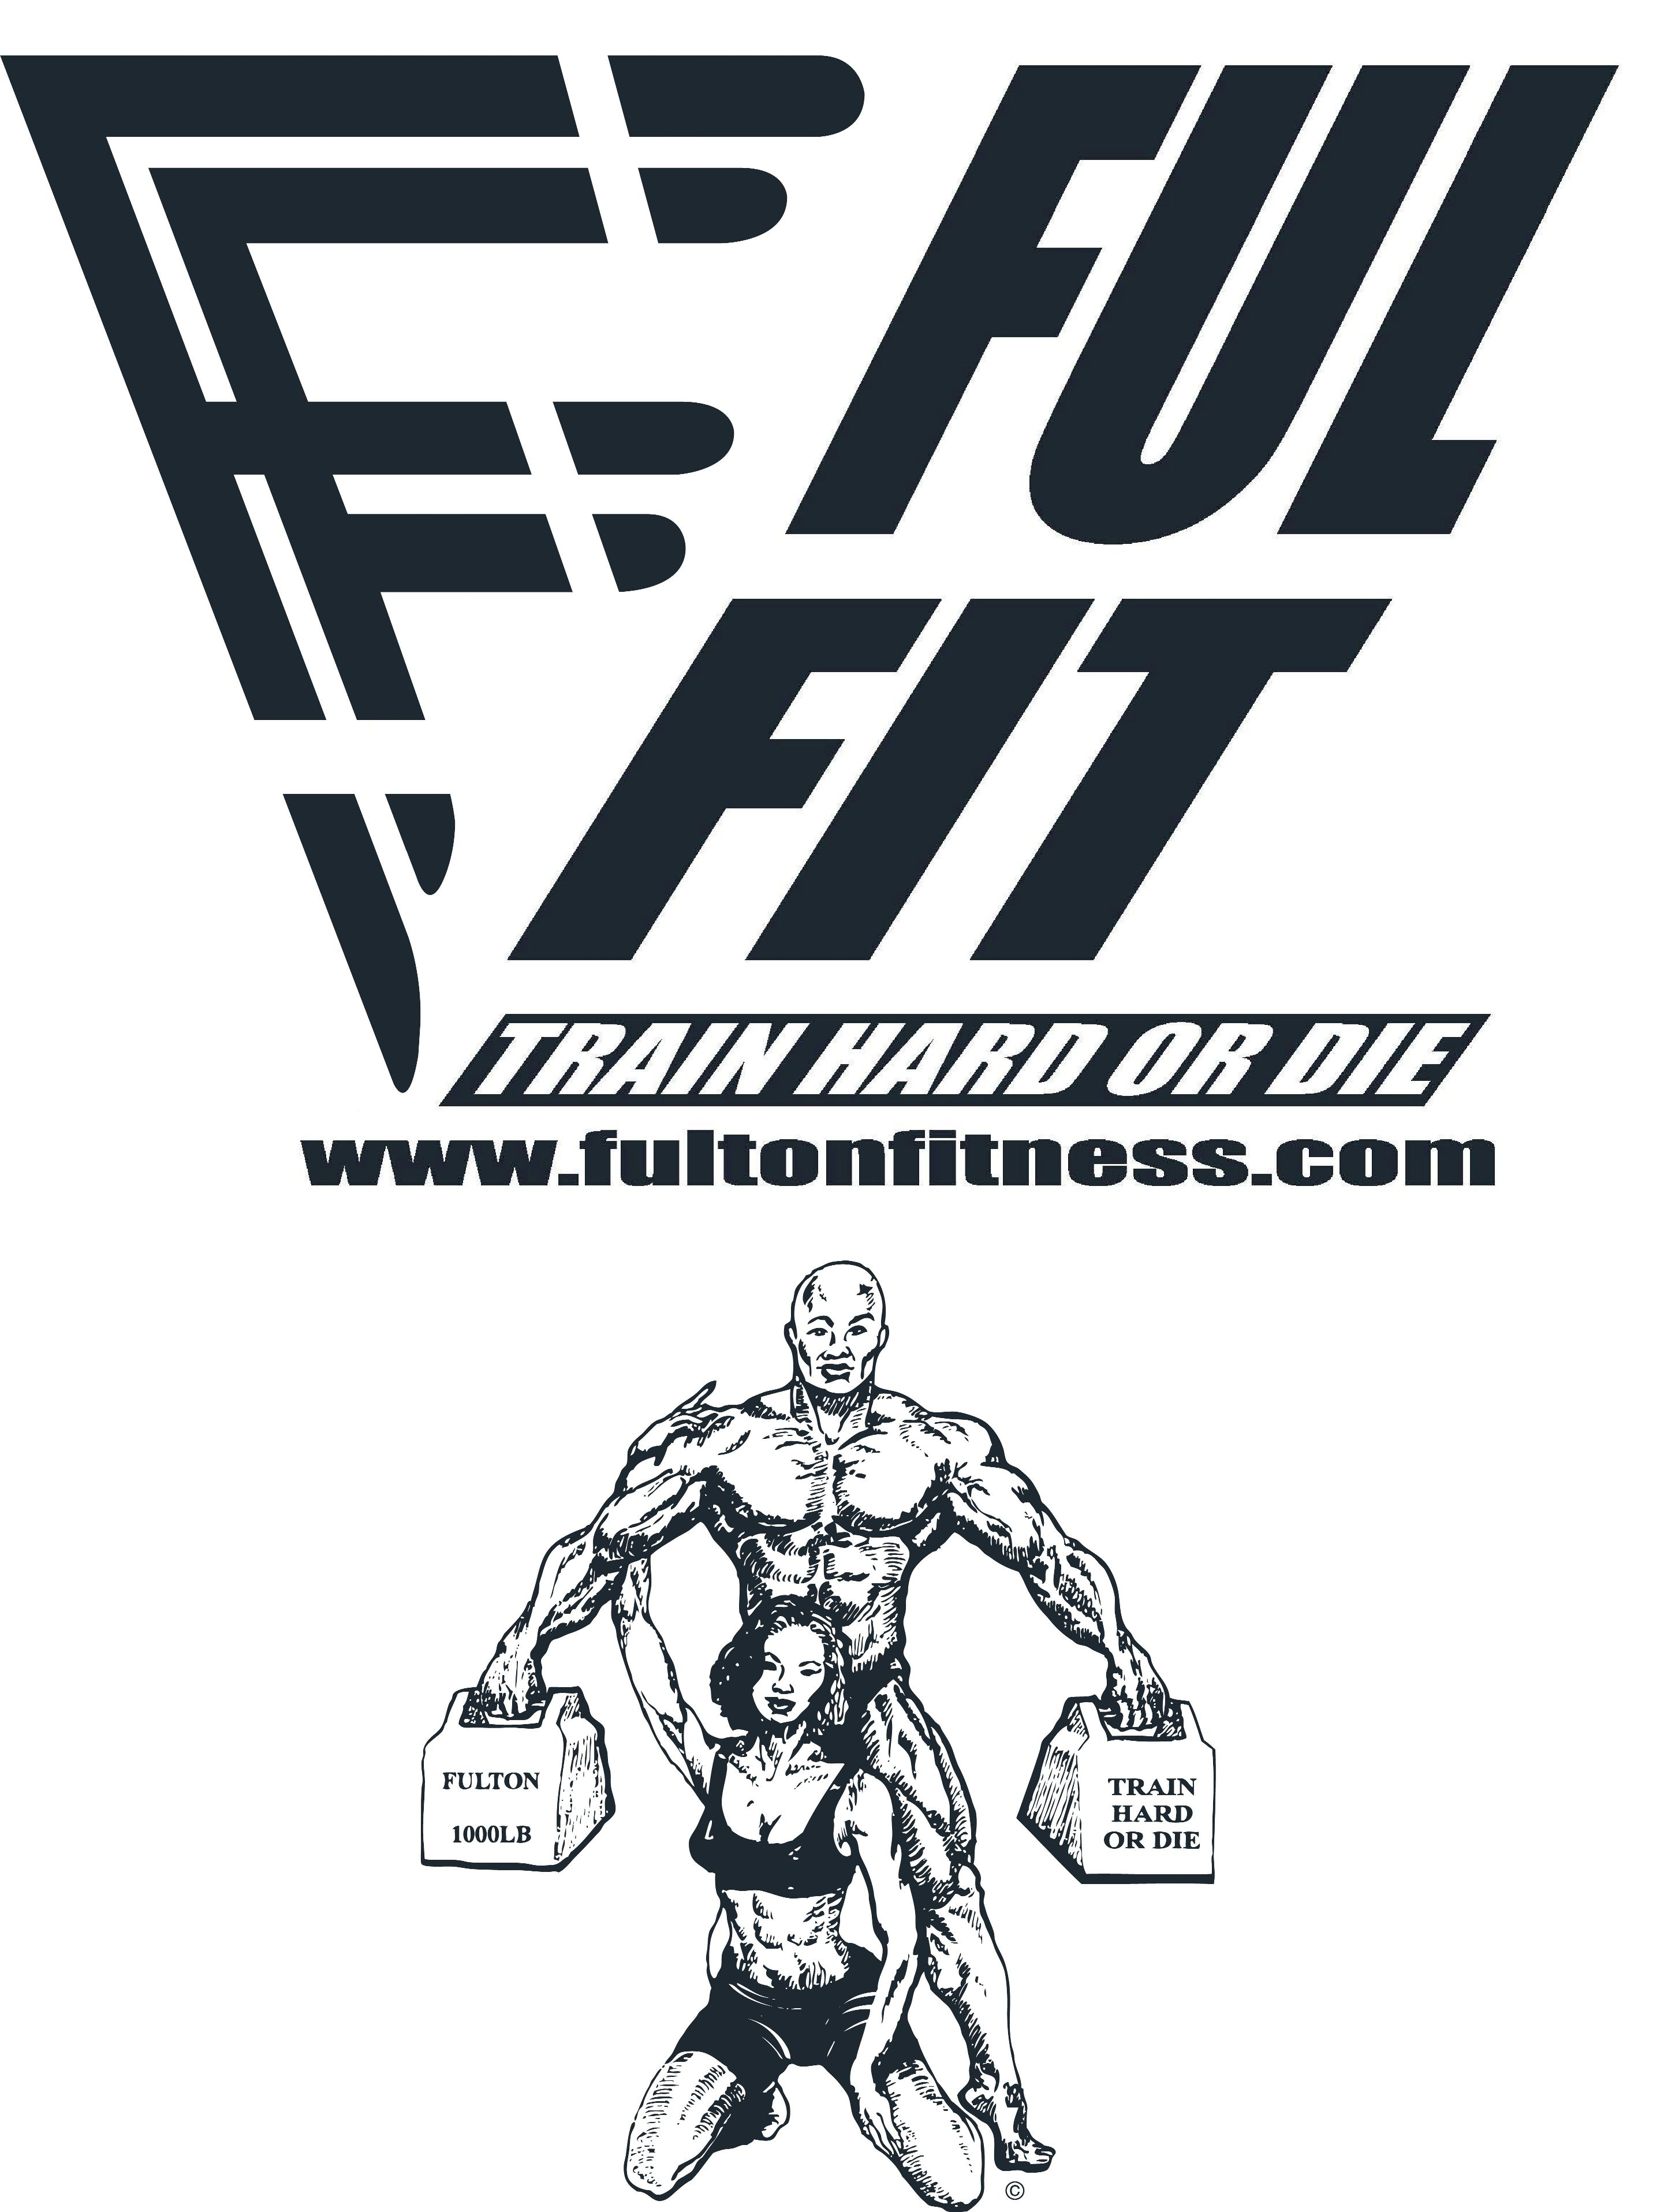 FUL
FIT
TRAIN HARD OR DIE
www.fultonfitness.com
FULTON
1000LB
TRAIN
HARD
OR DIE
©